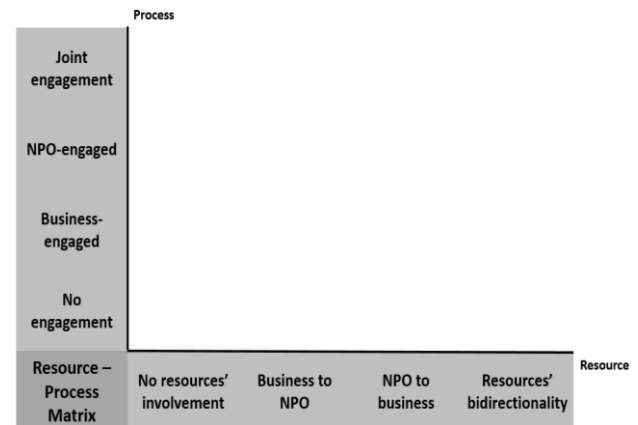 Process
Joint
engagement
NPO-engaged
Business-
engaged
No
engagement
Resource –
Process
Matrix
No resources’
involvement
Business to
NPO
NPO to
business
Resources’
bidirectionality
Resource